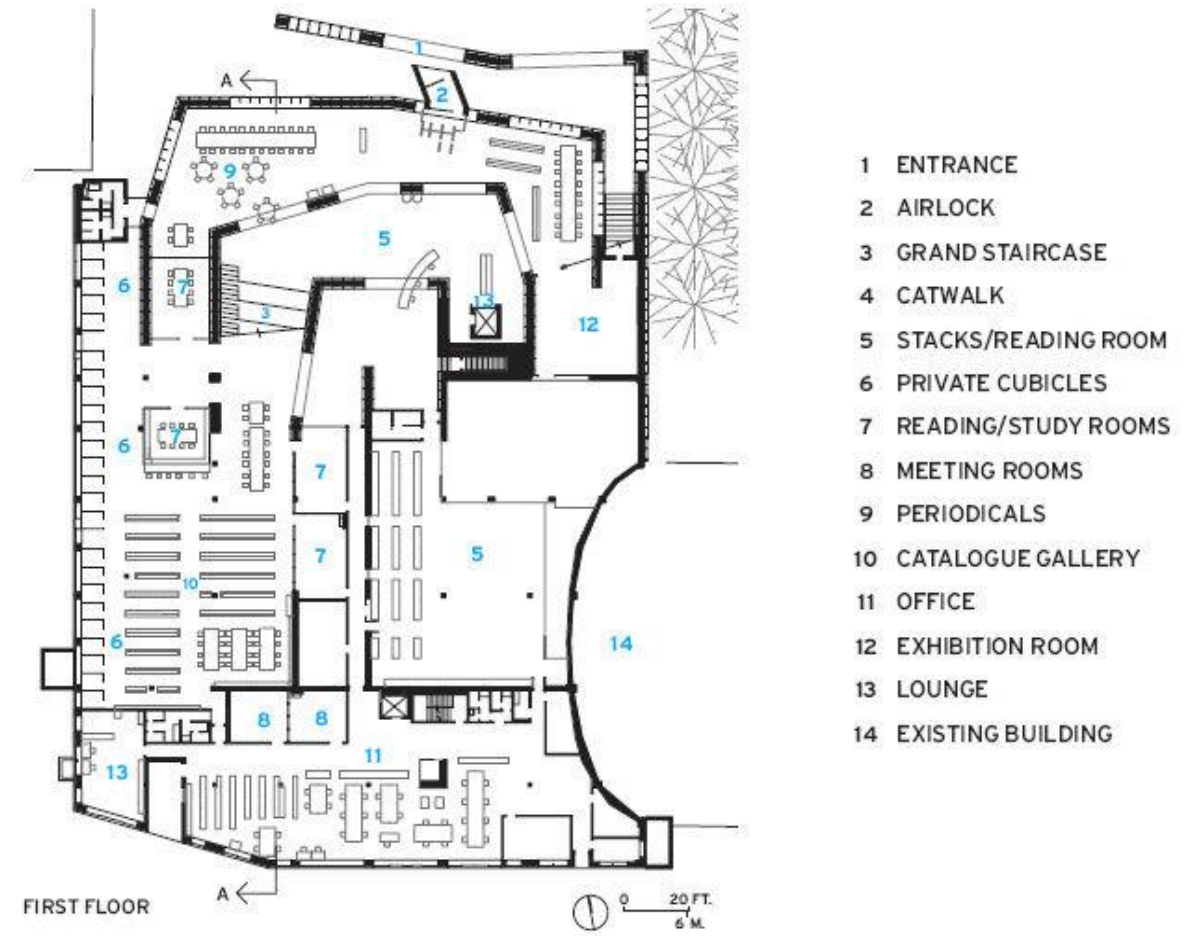 1
A
2
9
5
6
7
3
13
12
6
7
7
7
5
10
6
14
8
8
11
13
A
FIRST FLOOR
0 20 FT.
6 M.
1 ENTRANCE
2 AIRLOCK
3 GRAND STAIRCASE
4 CATWALK
5 STACKS/READING ROOM
6 PRIVATE CUBICLES
7 READING/STUDY ROOMS
8 MEETING ROOMS
9 PERIODICALS
10 CATALOGUE GALLERY
11 OFFICE
12 EXHIBITION ROOM
13 LOUNGE
14 EXISTING BUILDING